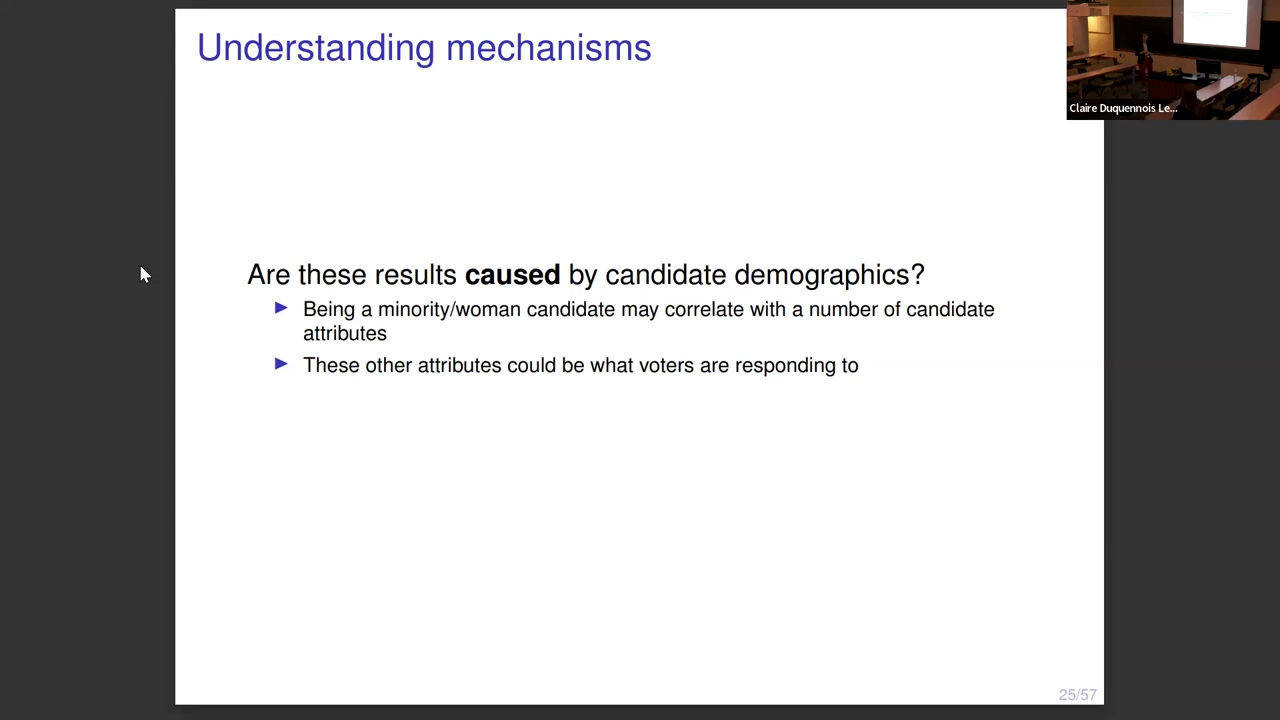 Understanding mechanisms
Claire Duquennois Le...
Are these results caused by candidate demographics?
Being a minority/woman candidate may correlate with a number of candidate
attributes
These other attributes could be what voters are responding to
25/57